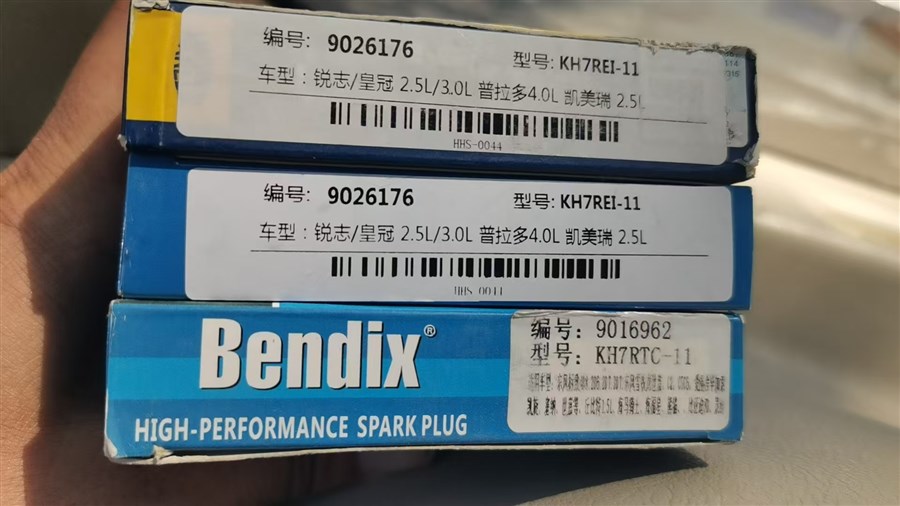 编号: 9026176 型号: KH7REI-11
车型：锐志/皇冠 2.5L/3.0L 普拉多4.0L 凯美瑞 2.5L
HHS-0044
编号: 9026176 型号: KH7REI-11
车型：锐志/皇冠 2.5L/3.0L 普拉多4.0L 凯美瑞 2.5L
HHS 0044
Bendix®
HIGH-PERFORMANCE SPARK PLUG
编号: 9016962
型号: KH7RTC-11